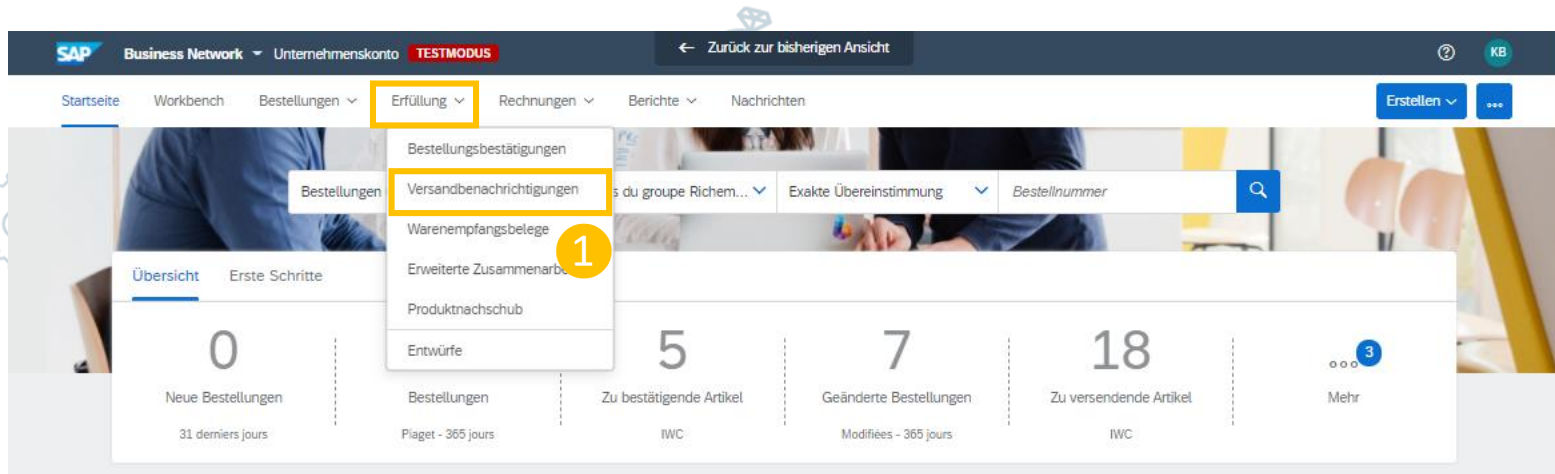 SAP Business Network Unternehmenskonto TESTMODUS ← Zurück zur bisherigen Ansicht ? KB
Startseite Workbench Bestellungen Erfüllung Rechnungen Berichte Nachrichten Erstellen
Bestellungsbestätigungen
Bestellungen Versandbenachrichtigungen s du groupe Richem... Exakte Übereinstimmung Bestellnummer
Warenempfangsbelege
1
Übersicht Erste Schritte Erweiterte Zusammenarbe
Produktnachschub
Entwürfe
0 5 7 18 3
Neue Bestellungen Bestellungen Zu bestätigende Artikel Geänderte Bestellungen Zu versendende Artikel Mehr
31 derniers jours Piaget - 365 jours IWC Modifiées - 365 jours IWC